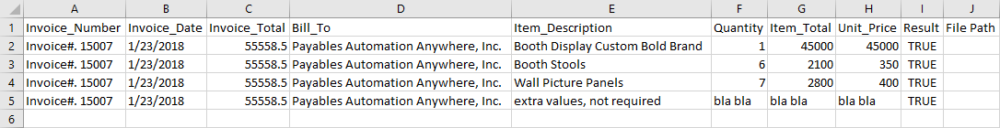 A B C D E F G H I J
1 Invoice_Number Invoice_Date Invoice_Total Bill_To Item_Description Quantity Item_Total Unit_Price Result File Path
2 Invoice#. 15007 1/23/2018 55558.5 Payables Automation Anywhere, Inc. Booth Display Custom Bold Brand 1 45000 45000 TRUE
3 Invoice#. 15007 1/23/2018 55558.5 Payables Automation Anywhere, Inc. Booth Stools 6 2100 350 TRUE
4 Invoice#. 15007 1/23/2018 55558.5 Payables Automation Anywhere, Inc. Wall Picture Panels 7 2800 400 TRUE
5 Invoice#. 15007 1/23/2018 55558.5 Payables Automation Anywhere, Inc. extra values, not required bla bla bla bla bla bla TRUE
6